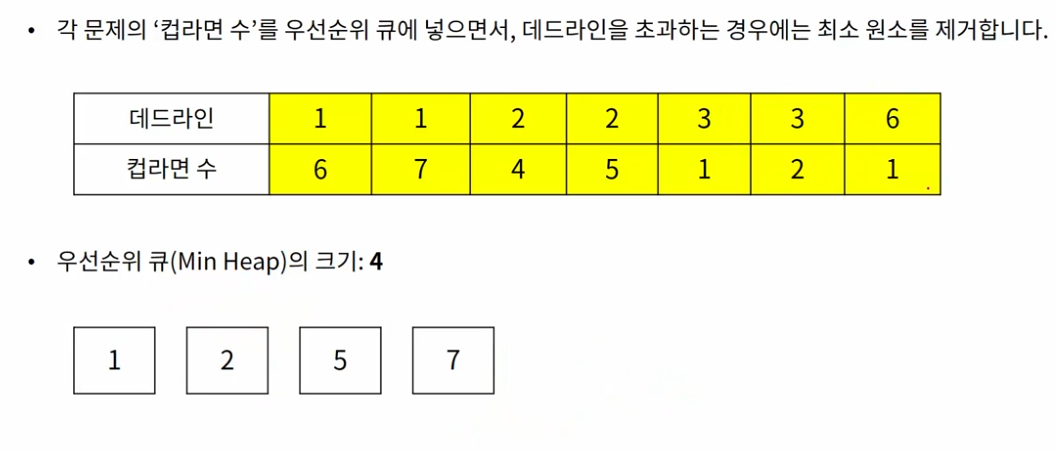 • 각 문제의 ‘컵라면 수’를 우선순위 큐에 넣으면서, 데드라인을 초과하는 경우에는 최소 원소를 제거합니다.
데드라인 1 1 2 2 3 3 6
컵라면 수 6 7 4 5 1 2 1
• 우선순위 큐(Min Heap)의 크기: 4
1 2 5 7